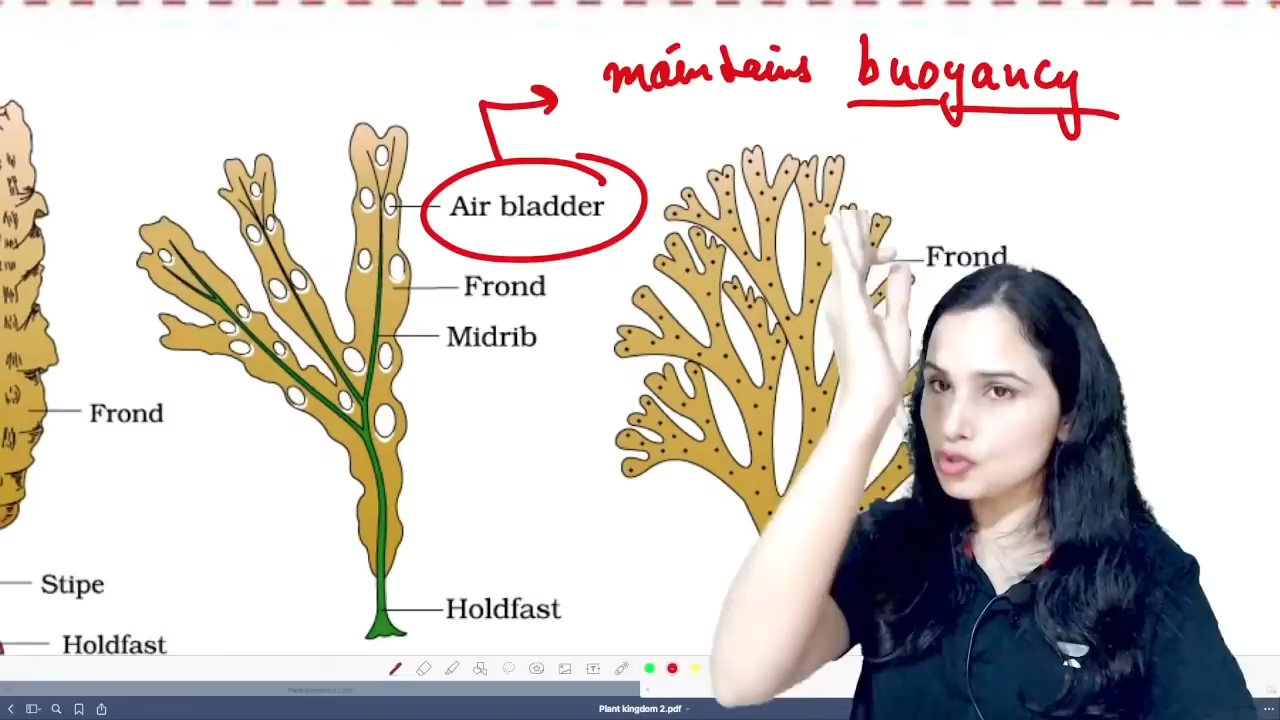 maintains buoyancy
Air bladder
Frond
Frond
Midrib
Frond
Stipe
Holdfast
Holdfast
Plant kingdom 2.pdf